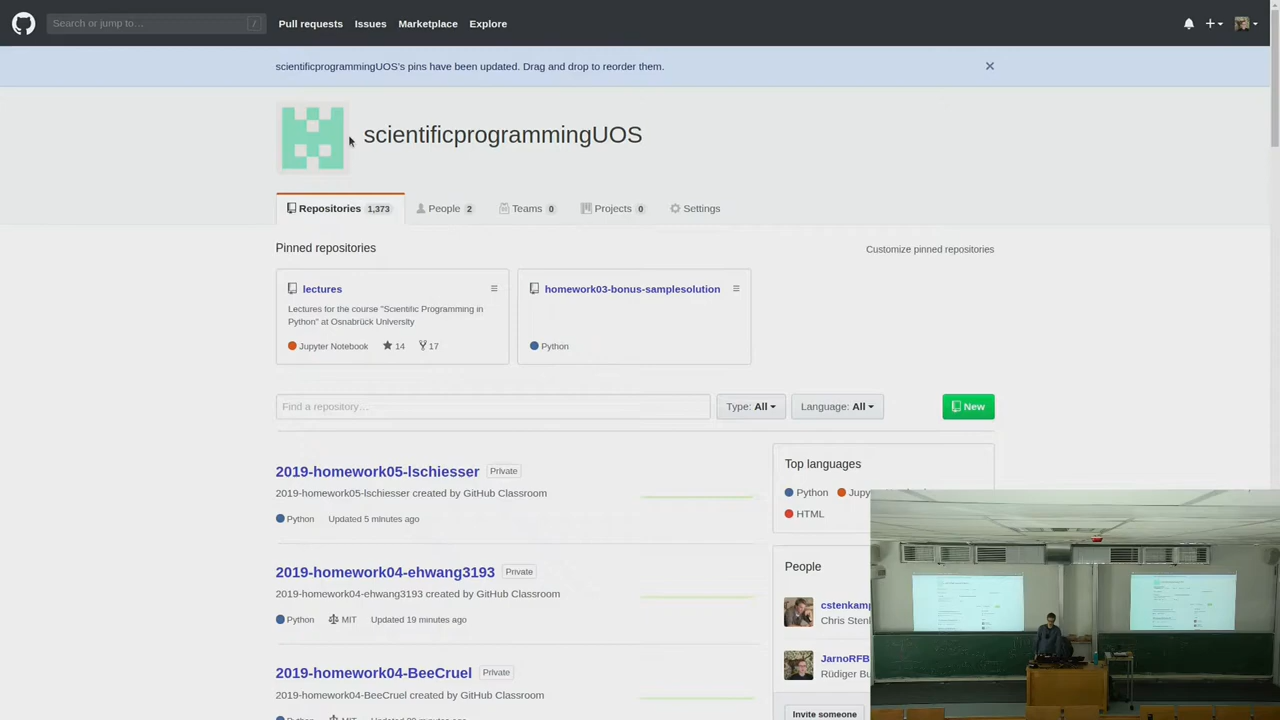 Search or jump to…
/
Pull requests
Issues
Marketplace
Explore
scientificprogrammingUOS's pins have been updated. Drag and drop to reorder them.
scientificprogrammingUOS
Repositories 1,373
People 2
Teams 0
Projects 0
Settings
Pinned repositories
Customize pinned repositories
lectures
Lectures for the course "Scientific Programming in
Python" at Osnabrück University
Jupyter Notebook 14 17
homework03-bonus-samplesolution
Python
Find a repository…
Type: All
Language: All
New
2019-homework05-lschiesser Private
2019-homework05-lschiesser created by GitHub Classroom
Python Updated 5 minutes ago
2019-homework04-ehwang3193 Private
2019-homework04-ehwang3193 created by GitHub Classroom
Python MIT Updated 19 minutes ago
2019-homework04-BeeCruel Private
2019-homework04-BeeCruel created by GitHub Classroom
Python MIT
Top languages
Python
HTML
People
cstenkamp
Chris
JarnoRFB
Rüdiger
Invite someone